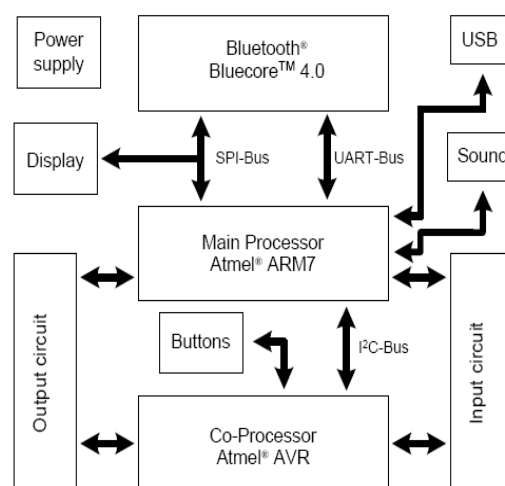 Power
supply
Bluetooth®
Bluecore™ 4.0
USB
Display
SPI-Bus
UART-Bus
Sound
Main Processor
Atmel® ARM7
Output circuit
Buttons
I²C-Bus
Input circuit
Co-Processor
Atmel® AVR